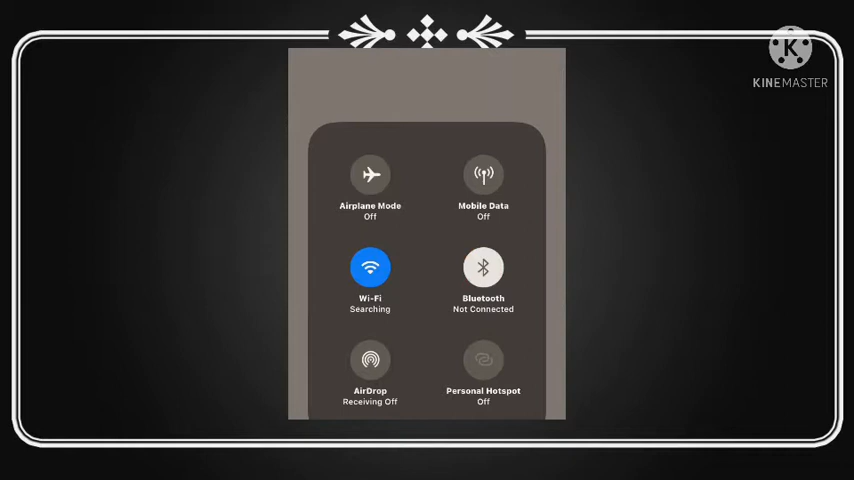 K
KINEMASTER
Airplane Mode
Off
Mobile Data
Off
Wi-Fi
Searching
Bluetooth
Not Connected
AirDrop
Receiving Off
Personal Hotspot
Off